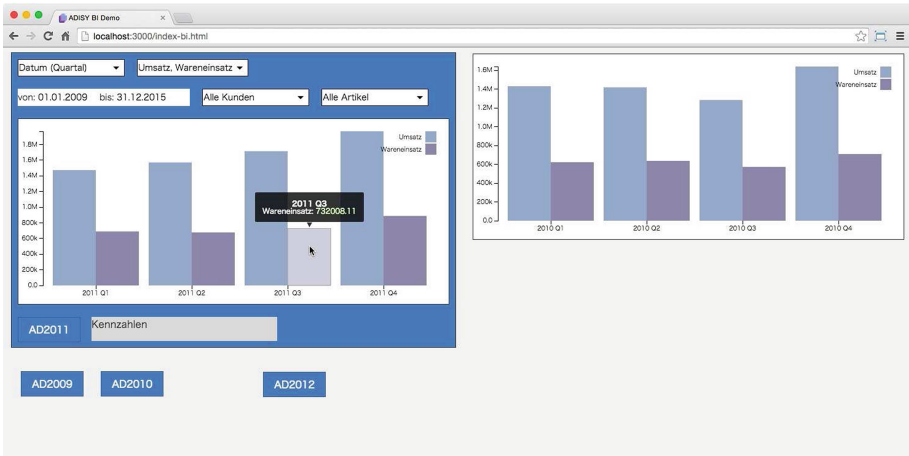 ADISY BI Demo
localhost:3000/index-bi.html
Datum (Quartal)
Umsatz, Wareneinsatz
von: 01.01.2009 bis: 31.12.2015
Alle Kunden
Alle Artikel
Umsatz
Wareneinsatz
1.8M
1.6M
1.4M
1.2M
1.0M
800k
600k
400k
200k
0.0
2011 Q3
Wareneinsatz: 732008.11
2011 Q1
2011 Q2
2011 Q3
2011 Q4
AD2011
Kennzahlen
AD2009
AD2010
AD2012
1.6M
1.4M
1.2M
1.0M
800k
600k
400k
200k
0.0
Umsatz
Wareneinsatz
2010 Q1
2010 Q2
2010 Q3
2010 Q4